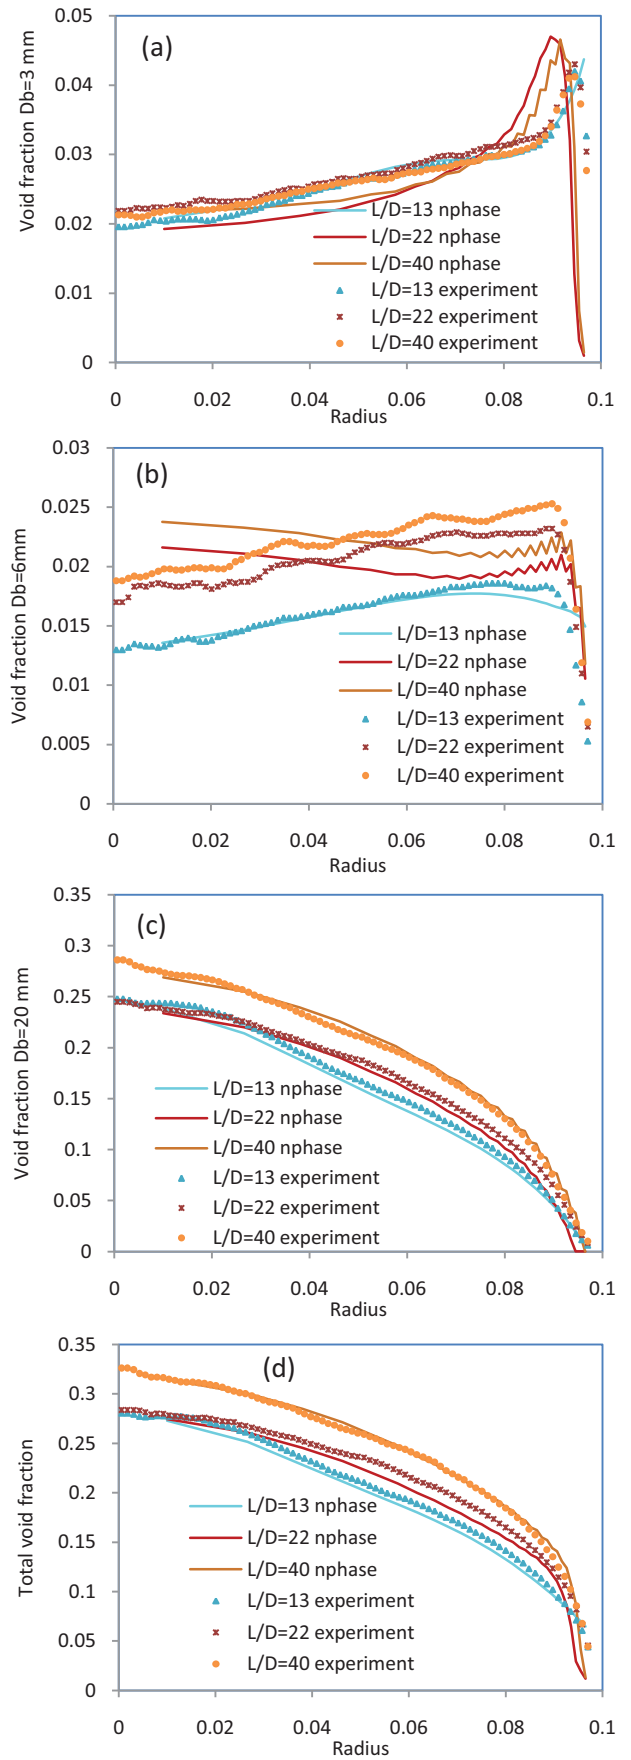 (a)
Void fraction Db=3 mm
0.05
0.04
0.03
0.02
0.01
0
L/D=13 nphase
L/D=22 nphase
L/D=40 nphase
L/D=13 experiment
L/D=22 experiment
L/D=40 experiment
0 0.02 0.04 0.06 0.08 0.1
Radius
(b)
Void fraction Db=6mm
0.03
0.025
0.02
0.015
0.01
0.005
0
L/D=13 nphase
L/D=22 nphase
L/D=40 nphase
L/D=13 experiment
L/D=22 experiment
L/D=40 experiment
0 0.02 0.04 0.06 0.08 0.1
Radius
(c)
Void fraction Db=20 mm
0.35
0.3
0.25
0.2
0.15
0.1
0.05
0
L/D=13 nphase
L/D=22 nphase
L/D=40 nphase
L/D=13 experiment
L/D=22 experiment
L/D=40 experiment
0 0.02 0.04 0.06 0.08 0.1
Radius
(d)
Total void fraction
0.35
0.3
0.25
0.2
0.15
0.1
0.05
0
L/D=13 nphase
L/D=22 nphase
L/D=40 nphase
L/D=13 experiment
L/D=22 experiment
L/D=40 experiment
0 0.02 0.04 0.06 0.08 0.1
Radius